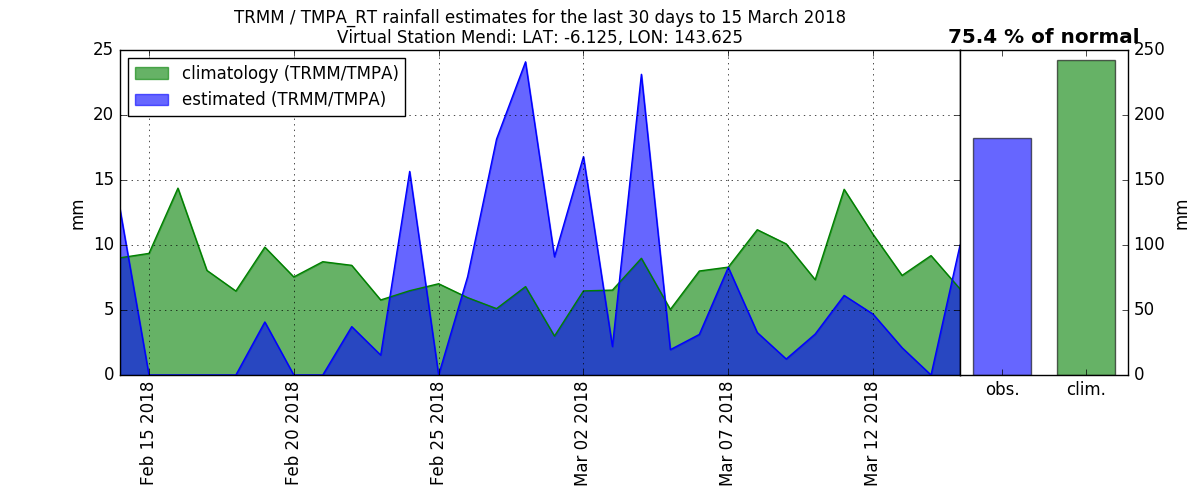 TRMM / TMPA_RT rainfall estimates for the last 30 days to 15 March 2018
Virtual Station Mendi: LAT: -6.125, LON: 143.625
75.4 % of normal
climatology (TRMM/TMPA)
estimated (TRMM/TMPA)
25
20
15
10
5
0
mm
250
200
150
100
50
0
mm
Feb 15 2018
Feb 20 2018
Feb 25 2018
Mar 02 2018
Mar 07 2018
Mar 12 2018
obs.
clim.